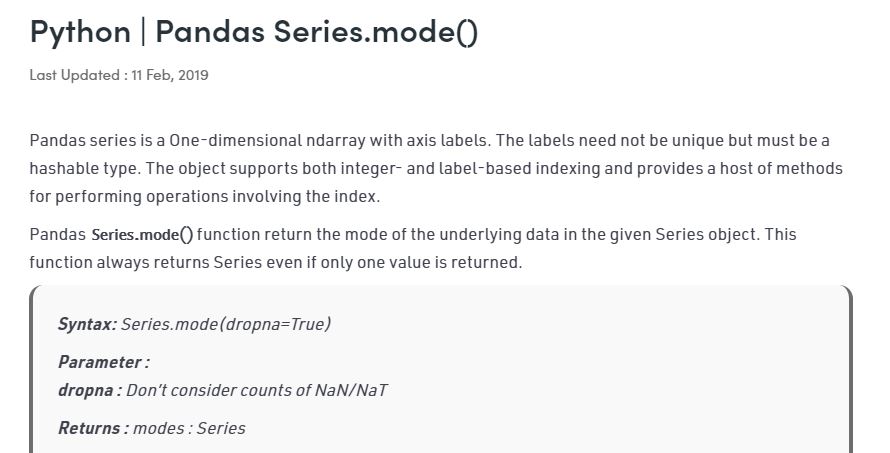 Python | Pandas Series.mode()
Last Updated : 11 Feb, 2019
Pandas series is a One-dimensional ndarray with axis labels. The labels need not be unique but must be a
hashable type. The object supports both integer- and label-based indexing and provides a host of methods
for performing operations involving the index.
Pandas Series.mode() function return the mode of the underlying data in the given Series object. This
function always returns Series even if only one value is returned.
Syntax: Series.mode(dropna=True)
Parameter :
dropna : Don’t consider counts of NaN/NaT
Returns : modes : Series